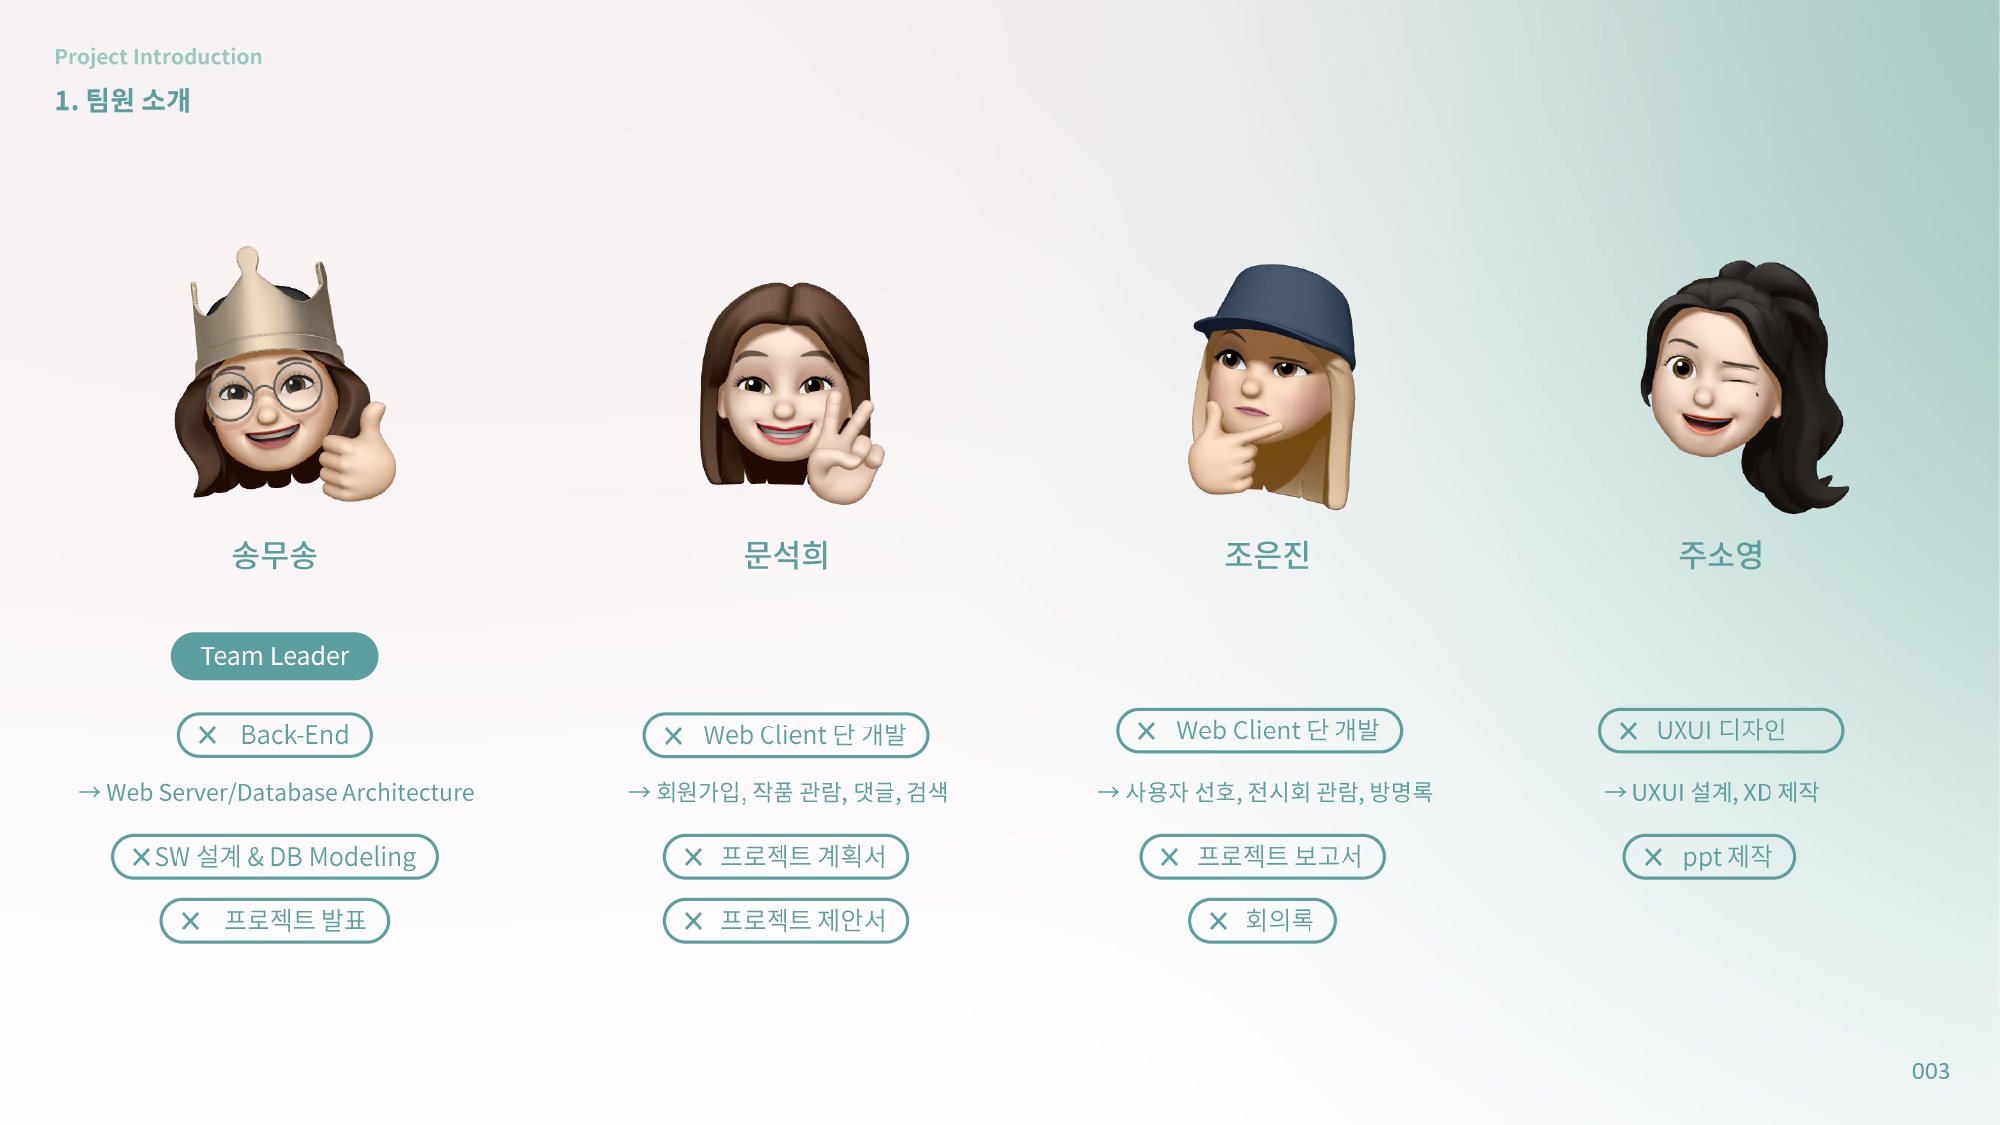 Project Introduction
1. 팀원 소개
송무송
Team Leader
× Back-End
→ Web Server/Database Architecture
× SW 설계 & DB Modeling
× 프로젝트 발표
문석희
× Web Client 단 개발
→ 회원가입, 작품 관람, 댓글, 검색
× 프로젝트 계획서
× 프로젝트 제안서
조은진
× Web Client 단 개발
→ 사용자 선호, 전시회 관람, 방명록
× 프로젝트 보고서
× 회의록
주소영
× UXUI 디자인
→ UXUI 설계, XD 제작
× ppt 제작
003